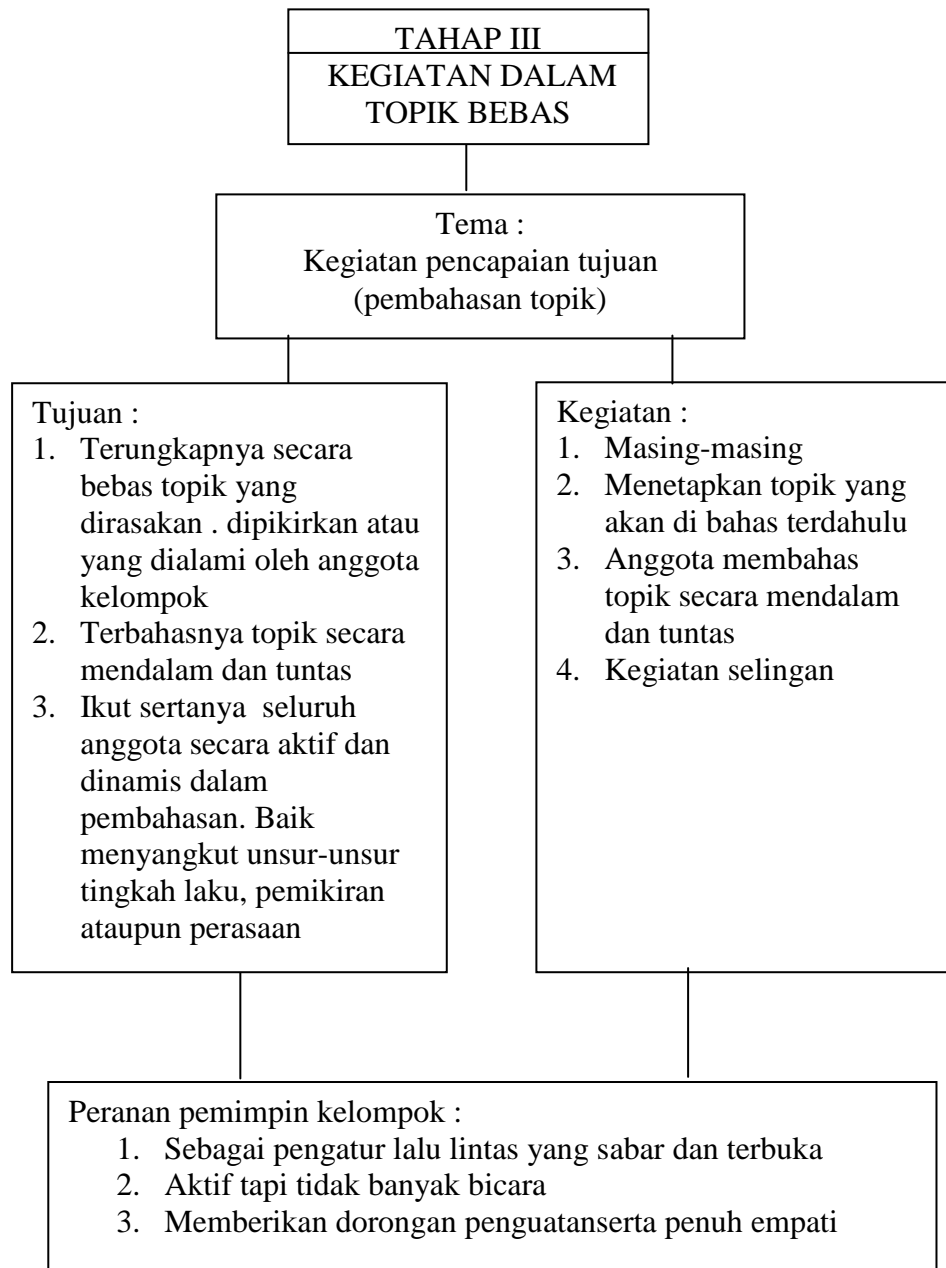 TAHAP III
KEGIATAN DALAM
TOPIK BEBAS
Tema :
Kegiatan pencapaian tujuan
(pembahasan topik)
Tujuan :
1. Terungkapnya secara
bebas topik yang
dirasakan . dipikirkan atau
yang dialami oleh anggota
kelompok
2. Terbahasnya topik secara
mendalam dan tuntas
3. Ikut sertanya seluruh
anggota secara aktif dan
dinamis dalam
pembahasan. Baik
menyangkut unsur-unsur
tingkah laku, pemikiran
ataupun perasaan
Kegiatan :
1. Masing-masing
2. Menetapkan topik yang
akan di bahas terdahulu
3. Anggota membahas
topik secara mendalam
dan tuntas
4. Kegiatan selingan
Peranan pemimpin kelompok :
1. Sebagai pengatur lalu lintas yang sabar dan terbuka
2. Aktif tapi tidak banyak bicara
3. Memberikan dorongan penguatanserta penuh empati